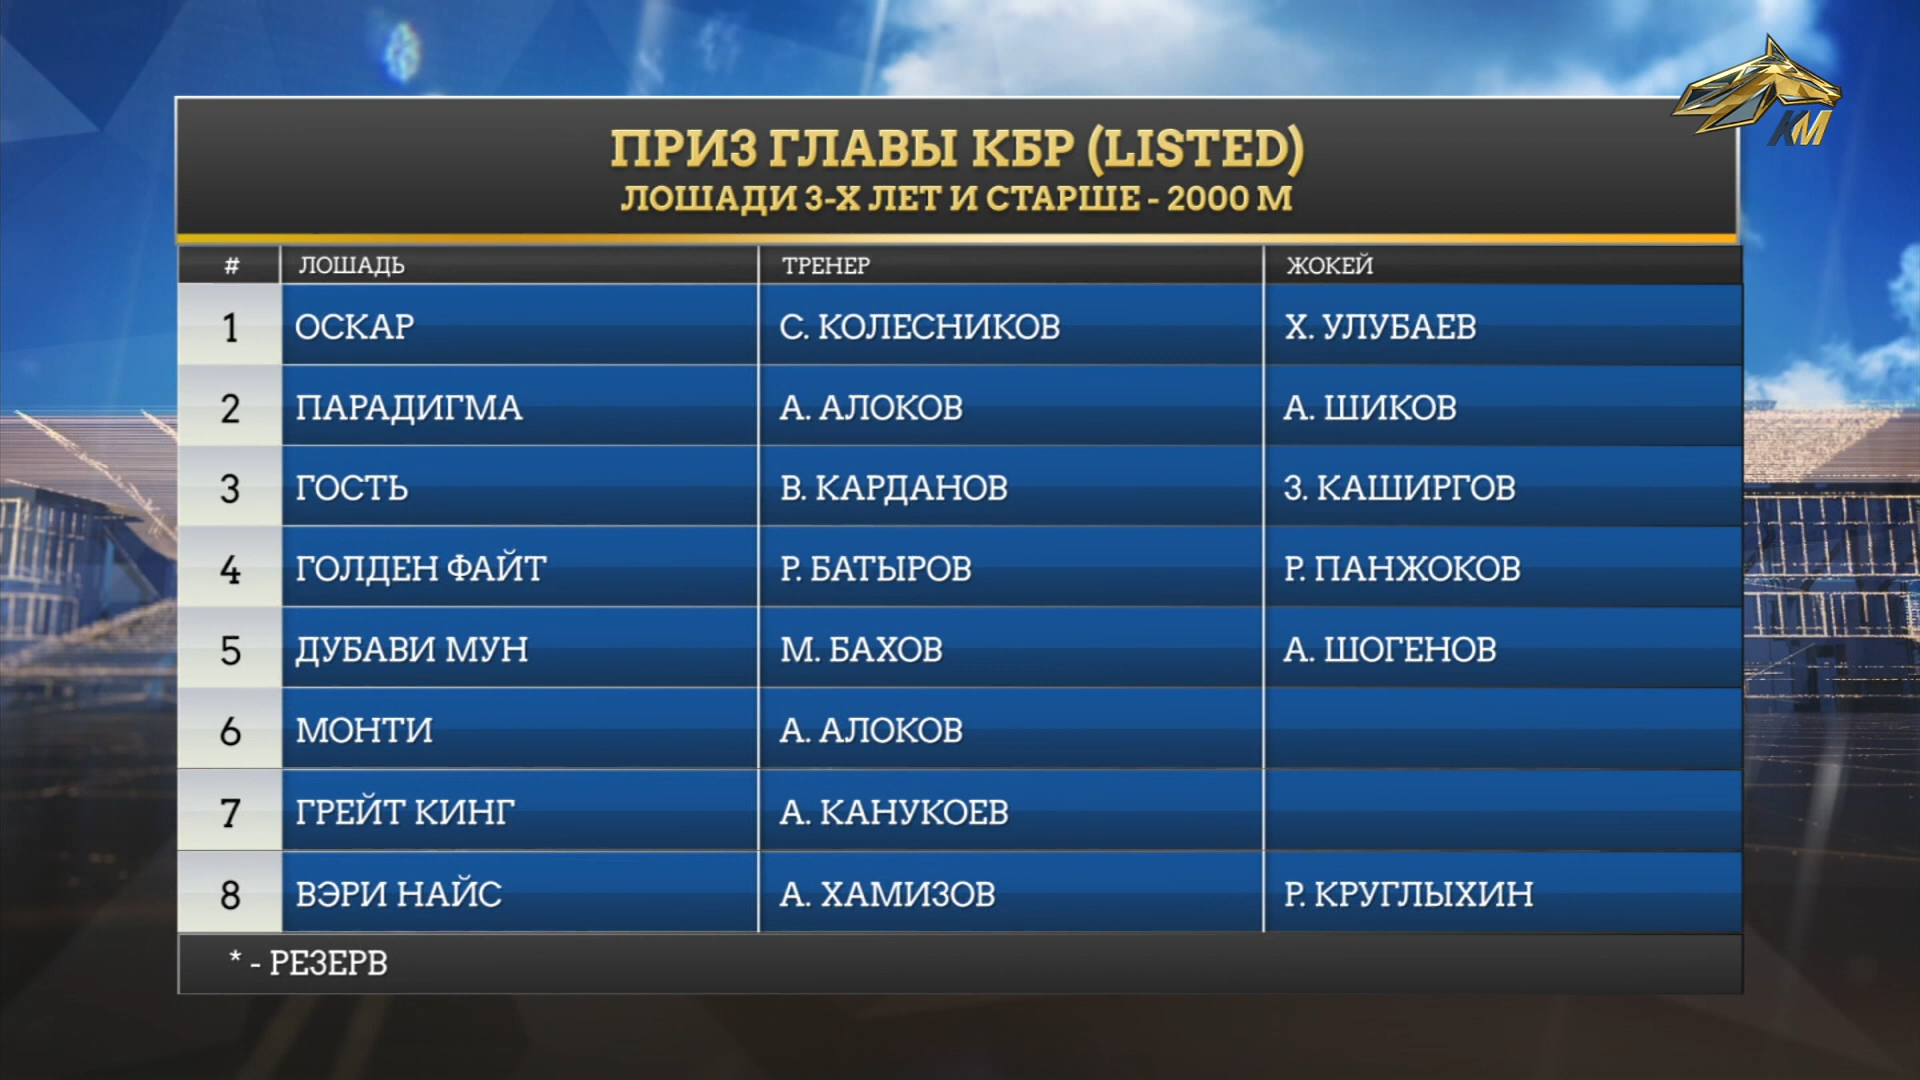 ПРИЗ ГЛАВЫ КБР (LISTED)
ЛОШАДИ 3-Х ЛЕТ И СТАРШЕ - 2000 М
КМ
# ЛОШАДЬ ТРЕНЕР ЖОКЕЙ
1 ОСКАР С. КОЛЕСНИКОВ Х. УЛУБАЕВ
2 ПАРАДИГМА А. АЛОКОВ А. ШИКОВ
3 ГОСТЬ В. КАРДАНОВ З. КАШИРГОВ
4 ГОЛДЕН ФАЙТ Р. БАТЫРОВ Р. ПАНЖОКОВ
5 ДУБАВИ МУН М. БАХОВ А. ШОГЕНОВ
6 МОНТИ А. АЛОКОВ
7 ГРЕЙТ КИНГ А. КАНУКОЕВ
8 ВЭРИ НАЙС А. ХАМИЗОВ Р. КРУГЛЫХИН
* - РЕЗЕРВ